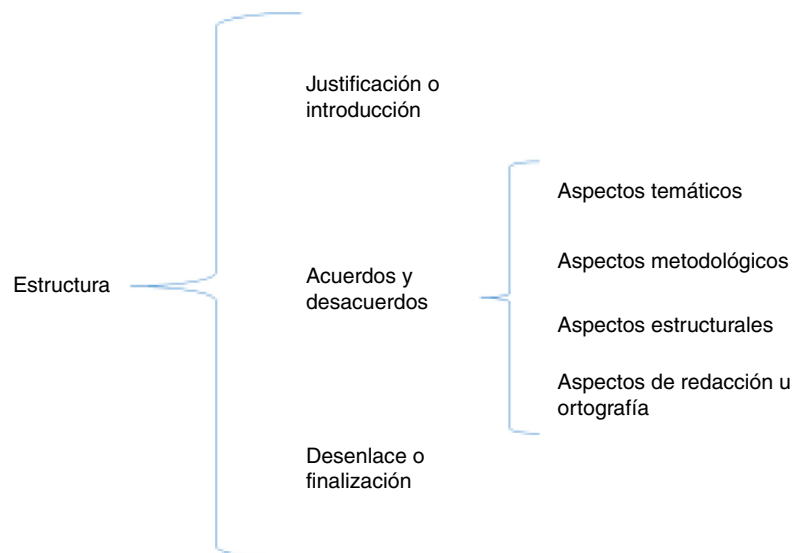 Estructura
Justificación o
introducción
Acuerdos y
desacuerdos
Aspectos temáticos
Aspectos metodológicos
Aspectos estructurales
Aspectos de redacción u
ortografía
Desenlace o
finalización